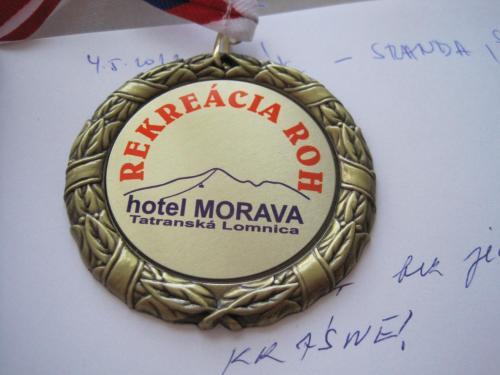 - SRANDA
REKREÁCIA ROH
hotel MORAVA
Tatranská Lomnica
KRÁSNE!